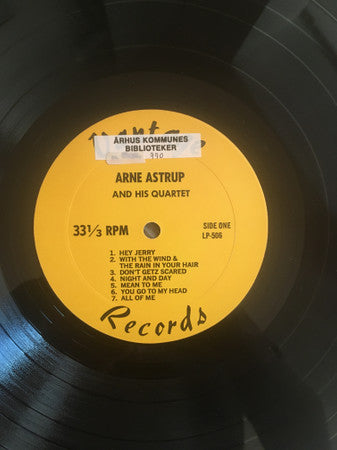 ÅRHUS KOMMUNES
BIBLIOTEKER
ARNE ASTRUP
AND HIS QUARTET
33⅓ RPM
SIDE ONE
LP-506
1. HEY JERRY
2. WITH THE WIND &
THE RAIN IN YOUR HAIR
3. DON'T GETZ SCARED
4. NIGHT AND DAY
5. MEAN TO ME
6. YOU GO TO MY HEAD
7. ALL OF ME
Records